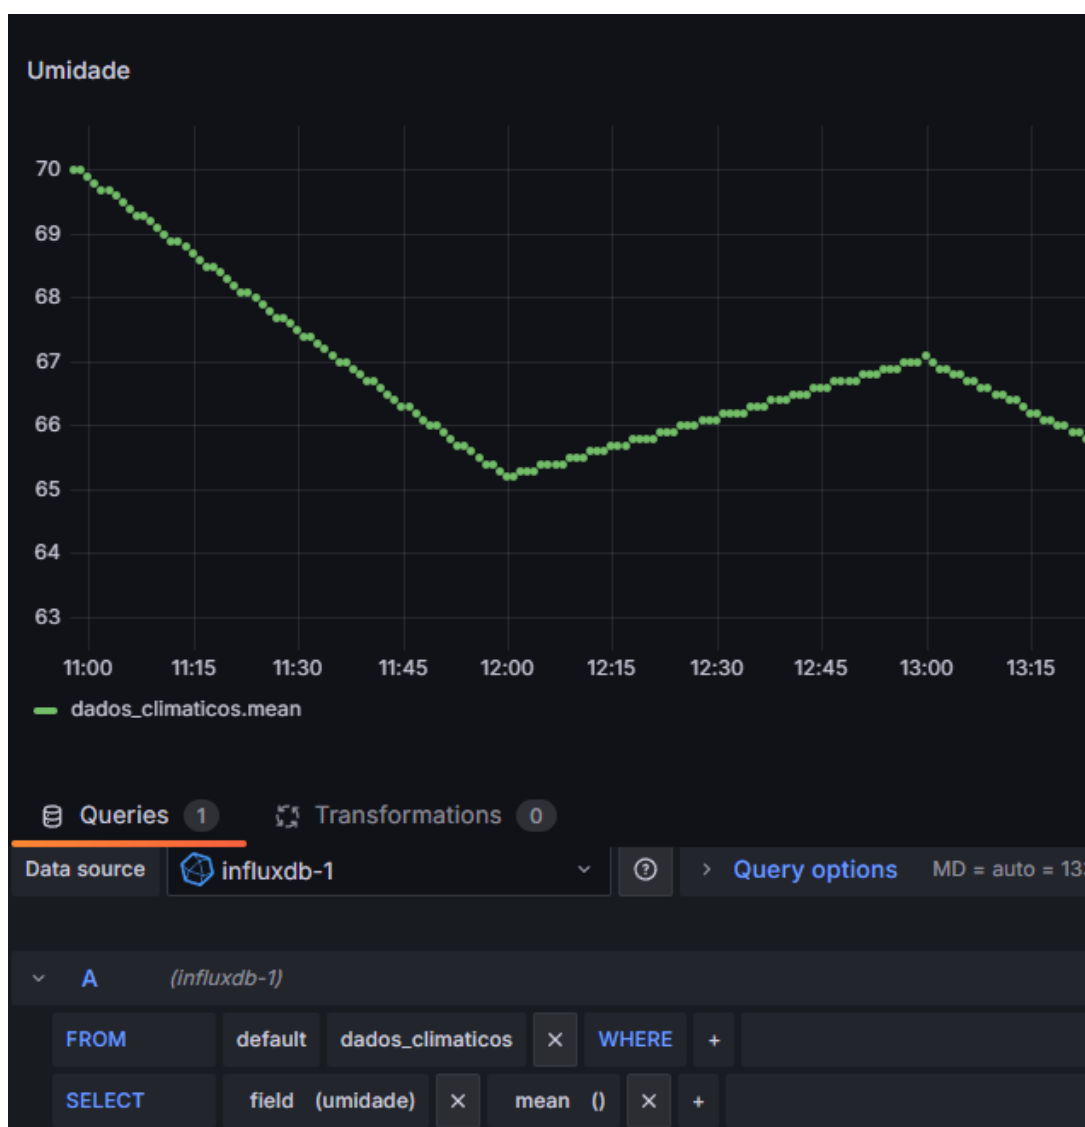 Umidade
70
69
68
67
66
65
64
63
11:00 11:15 11:30 11:45 12:00 12:15 12:30 12:45 13:00 13:15
dados_climaticos.mean
Queries 1 Transformations 0
Data source influxdb-1 ? > Query options MD = auto = 13
A (influxdb-1)
FROM default dados_climaticos × WHERE +
SELECT field (umidade) × mean () × +